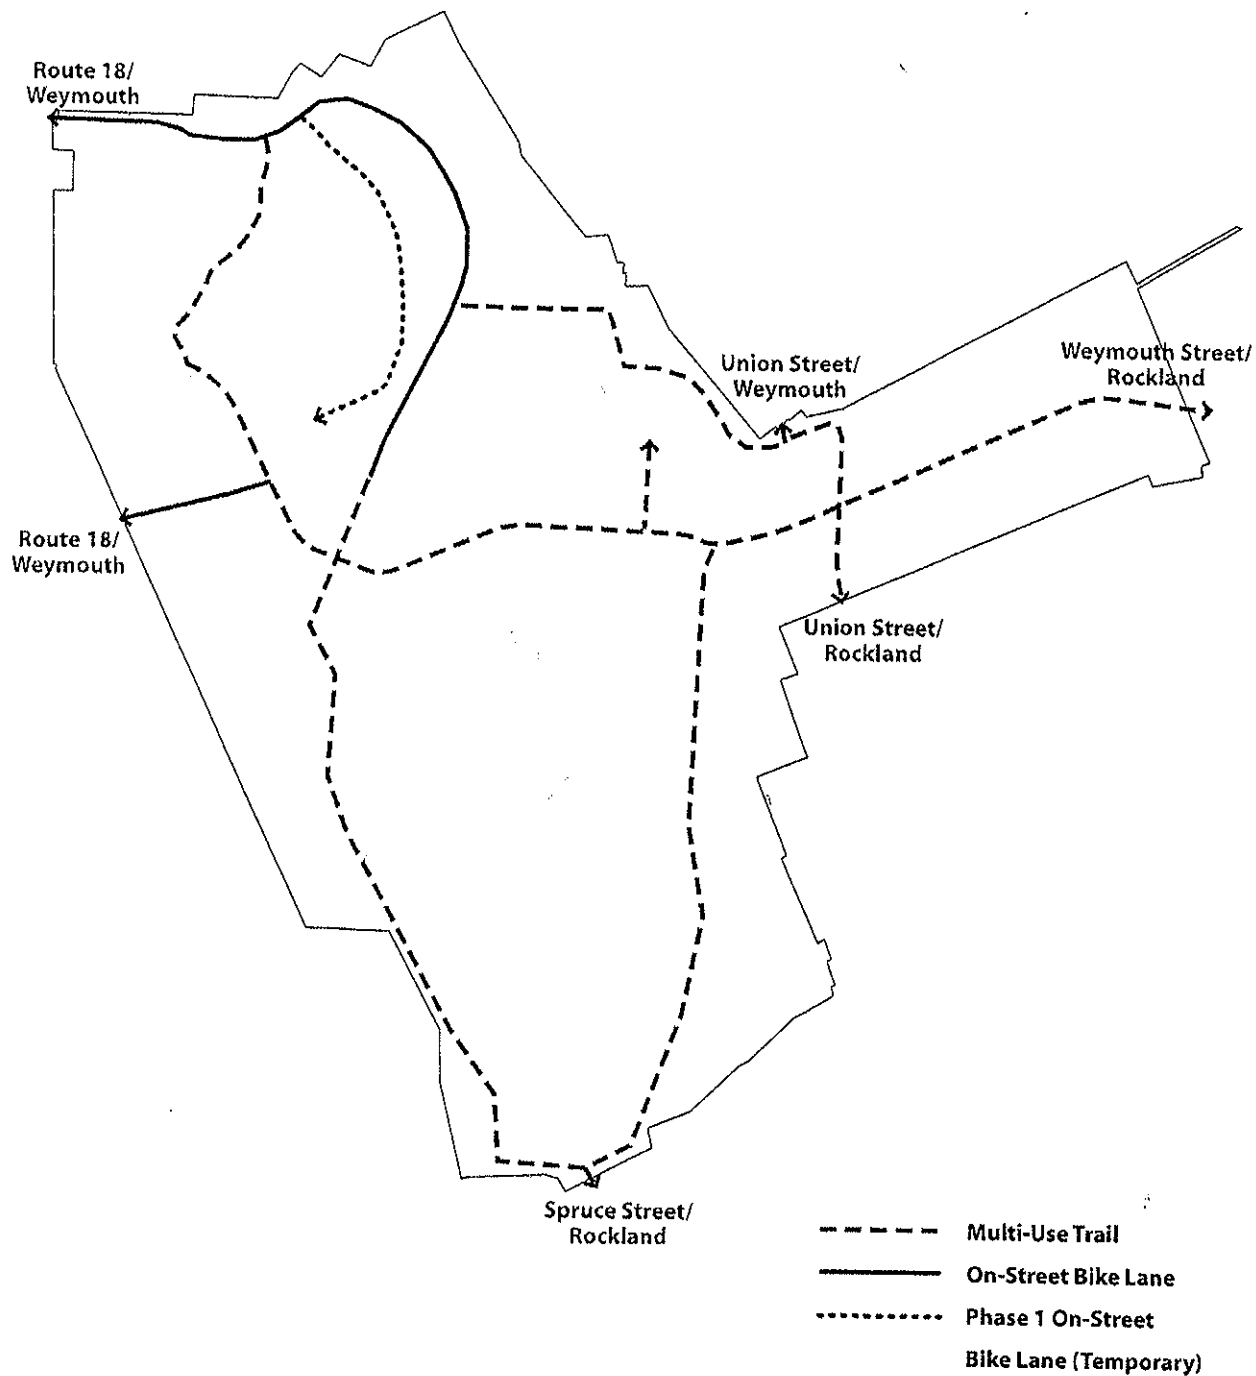 Route 18/
Weymouth
Union Street/
Weymouth
Weymouth Street/
Rockland
Route 18/
Weymouth
Union Street/
Rockland
Spruce Street/
Rockland
Multi-Use Trail
On-Street Bike Lane
Phase 1 On-Street
Bike Lane (Temporary)